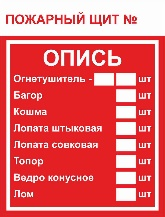 ПОЖАРНЫЙ ЩИТ №
ОПИСЬ
Огнетушитель - шт
Багор шт
Кошма шт
Лопата штыковая шт
Лопата совковая шт
Топор шт
Ведро конусное шт
Лом шт